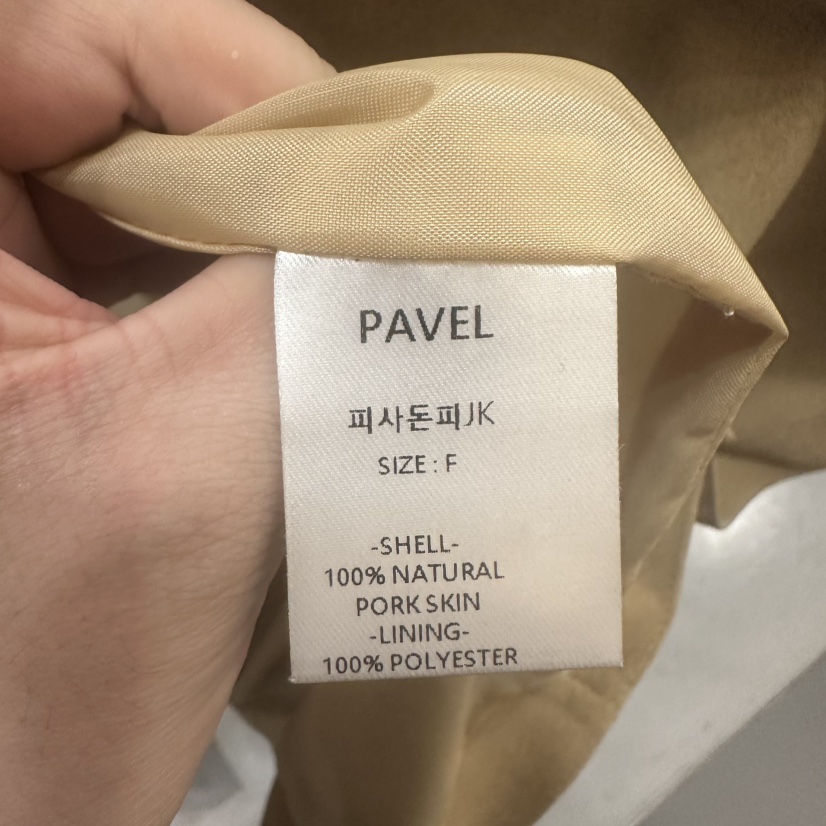 PAVEL
피사돈피JK
SIZE : F
-SHELL-
100% NATURAL
PORK SKIN
-LINING-
100% POLYESTER